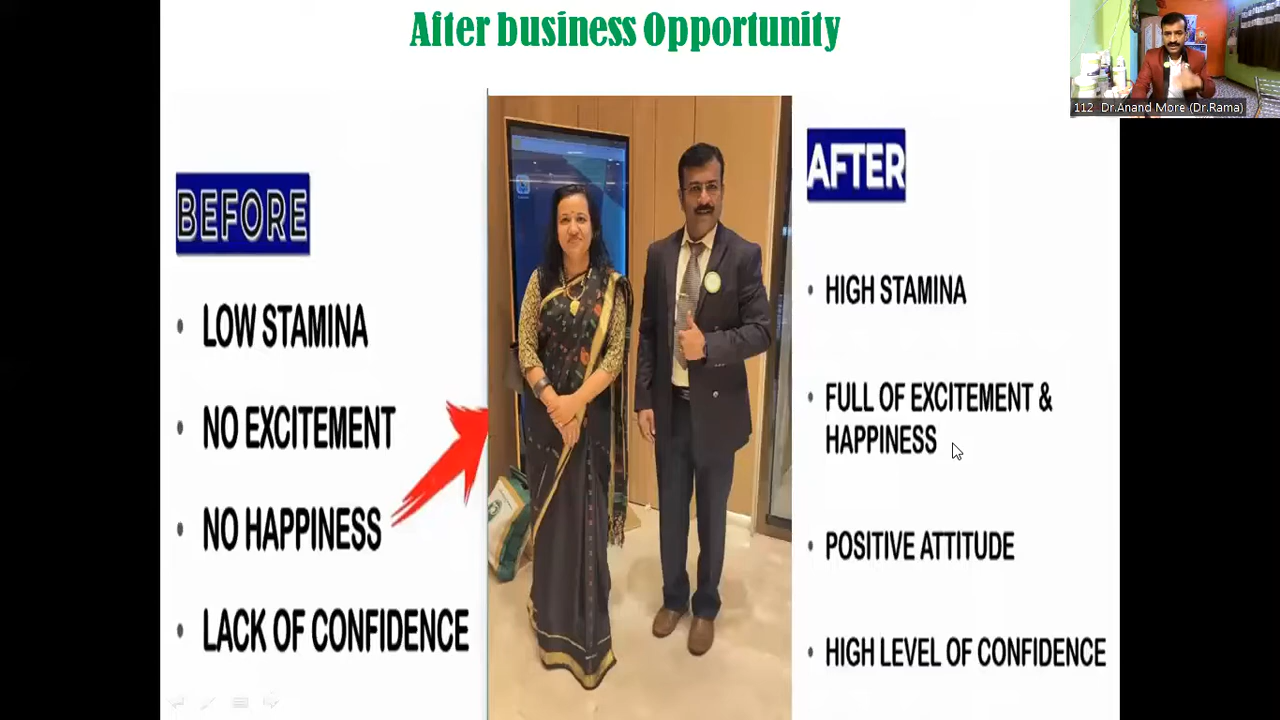 After business Opportunity
112 Dr.Anand More (Dr.Rama)
BEFORE
• LOW STAMINA
• NO EXCITEMENT
• NO HAPPINESS
• LACK OF CONFIDENCE
AFTER
• HIGH STAMINA
• FULL OF EXCITEMENT &
HAPPINESS
• POSITIVE ATTITUDE
• HIGH LEVEL OF CONFIDENCE